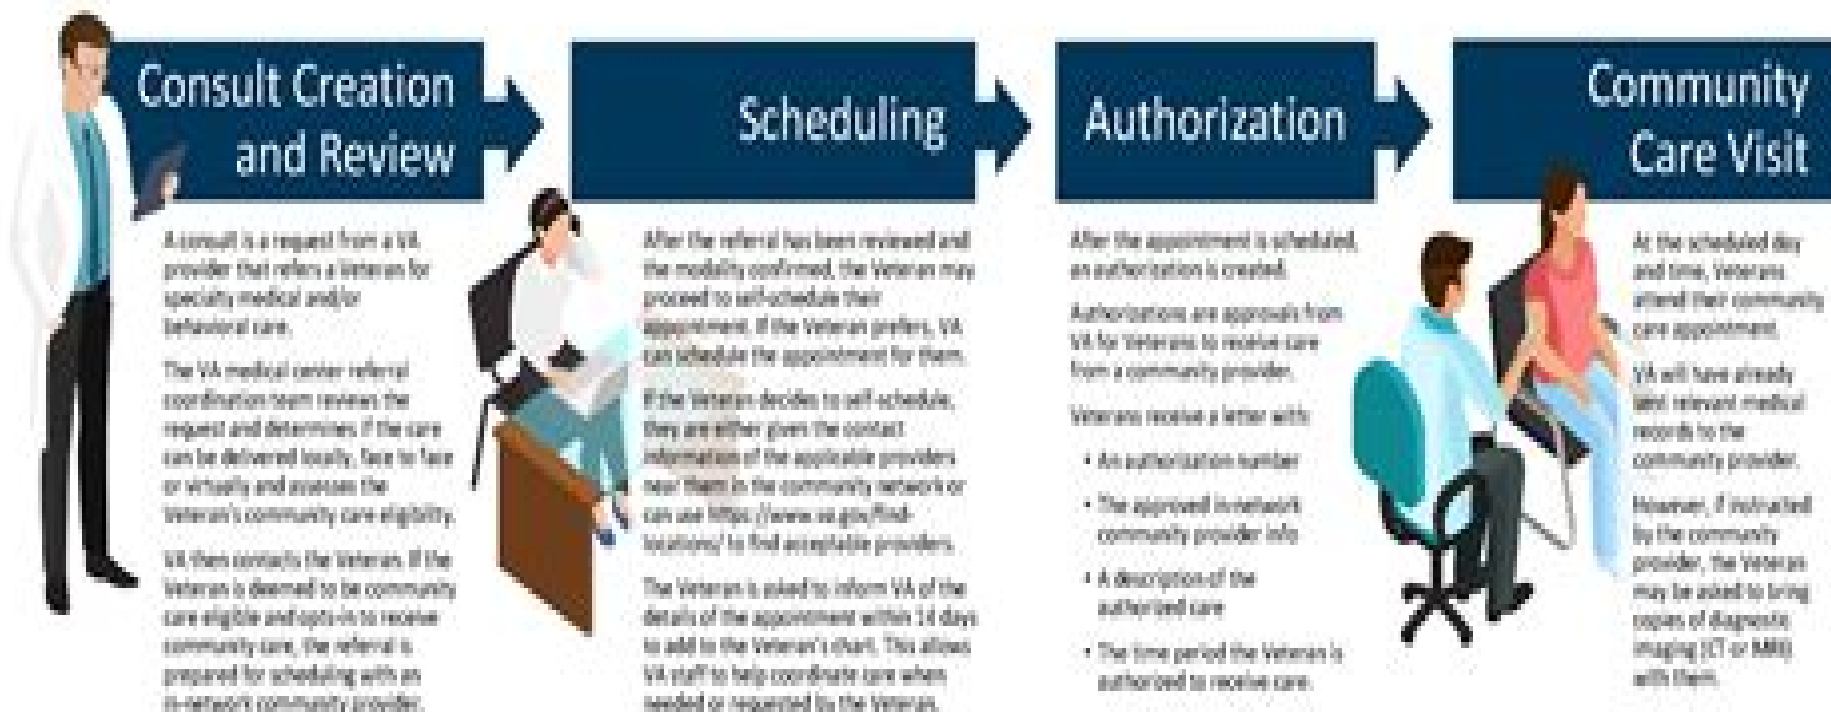 Consult Creation
and Review
A consult is a request from a VA
provider that refers a Veteran for
specialty medical and/or
behavioral care.
The VA medical center referral
coordination team reviews the
request and determines if the care
can be delivered locally, face to face
or virtually and assesses the
Veteran's community care eligibility.
VA then contacts the Veteran. If the
Veteran is deemed to be community
care eligible and opts-in to receive
community care, the referral is
prepared for scheduling with an
in-network community provider.
Scheduling
After the referral has been reviewed and
the modality confirmed, the Veteran may
proceed to self-schedule their
appointment. If the Veteran prefers, VA
can schedule the appointment for them.
If the Veteran decides to self-schedule,
they are either given the contact
information of the applicable providers
near them in the community network or
can use https://www.va.gov/find-
locations/ to find acceptable providers.
The Veteran is asked to inform VA of the
details of the appointment within 14 days
to add to the Veteran's chart. This allows
VA staff to help coordinate care when
needed or requested by the Veteran.
Authorization
After the appointment is scheduled,
an authorization is created.
Authorizations are approvals from
VA for Veterans to receive care
from a community provider.
Veterans receive a letter with:
• An authorization number
• The approved in-network
community provider info
• A description of the
authorized care
• The time period the Veteran is
authorized to receive care.
Community
Care Visit
At the scheduled day
and time, Veterans
attend their community
care appointment.
VA will have already
sent relevant medical
records to the
community provider.
However, if instructed
by the community
provider, the Veteran
may be asked to bring
copies of diagnostic
imaging (CT or MRI)
with them.